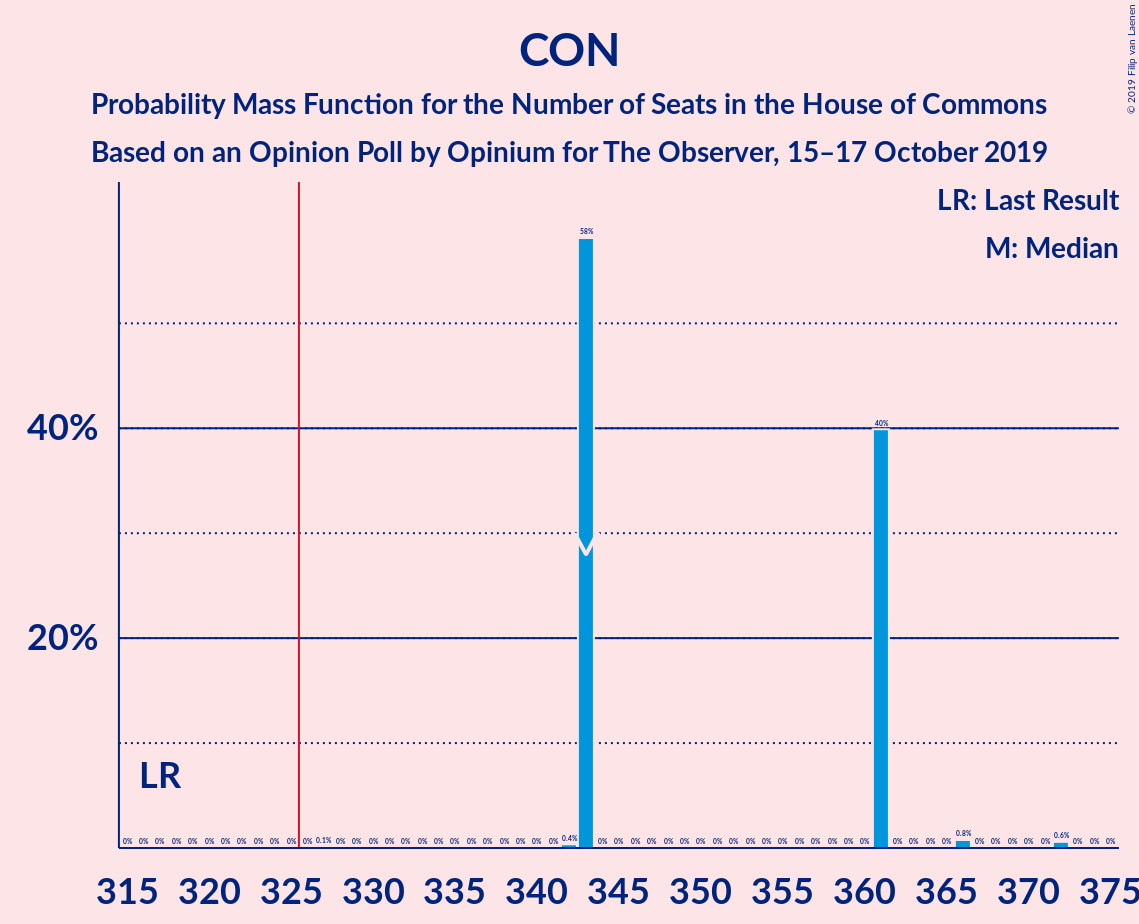 CON
Probability Mass Function for the Number of Seats in the House of Commons
Based on an Opinion Poll by Opinium for The Observer, 15–17 October 2019
© 2019 Filip van Laenen
LR: Last Result
M: Median
58%
40%
40%
20%
LR
0% 0% 0% 0% 0% 0% 0% 0% 0% 0% 0% 0% 0.1% 0% 0% 0% 0% 0% 0% 0% 0% 0% 0% 0% 0% 0% 0% 0.4% 0% 0% 0% 0% 0% 0% 0% 0% 0% 0% 0% 0% 0% 0% 0% 0% 0% 0% 0% 0% 0% 0.8% 0% 0% 0% 0% 0% 0.6% 0% 0% 0%
315 320 325 330 335 340 345 350 355 360 365 370 375